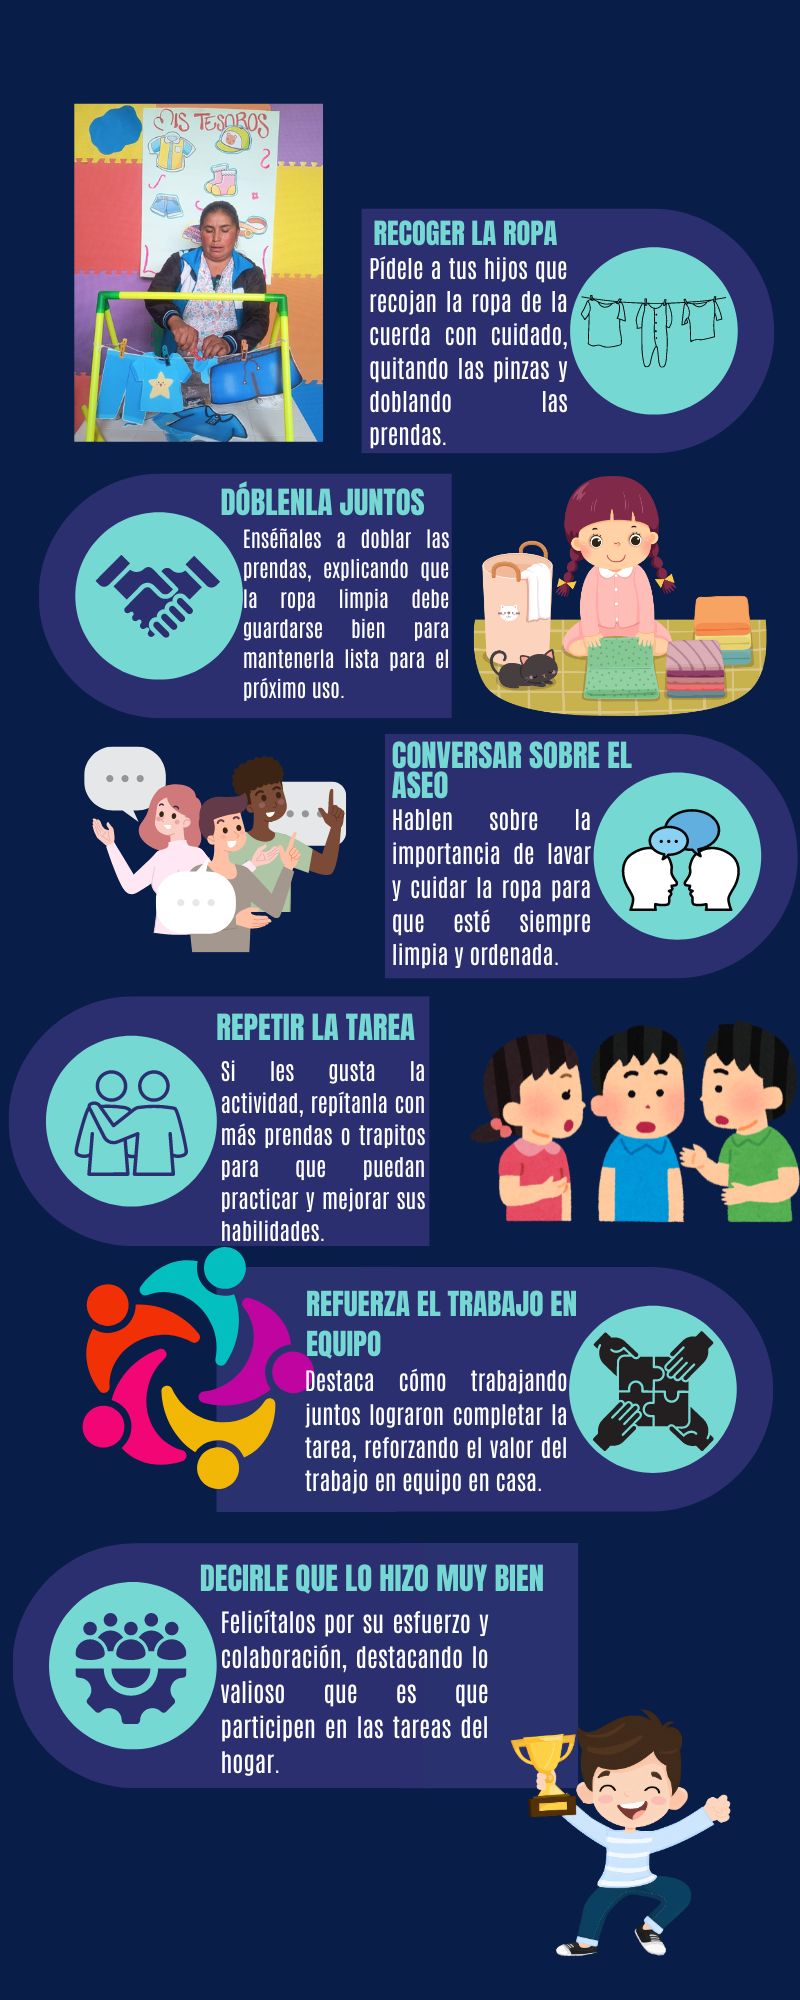 MIS TESOROS
RECOGER LA ROPA
Pídele a tus hijos que
recojan la ropa de la
cuerda con cuidado,
quitando las pinzas y
doblando las
prendas.
DÓBLENLA JUNTOS
Enséñales a doblar las
prendas, explicando que
la ropa limpia debe
guardarse bien para
mantenerla lista para el
próximo uso.
CONVERSAR SOBRE EL
ASEO
Hablen sobre la
importancia de lavar
y cuidar la ropa para
que esté siempre
limpia y ordenada.
REPETIR LA TAREA
Si les gusta la
actividad, repítanla con
más prendas o trapitos
para que puedan
practicar y mejorar sus
habilidades.
REFUERZA EL TRABAJO EN
EQUIPO
Destaca cómo trabajando
juntos lograron completar la
tarea, reforzando el valor del
trabajo en equipo en casa.
DECIRLE QUE LO HIZO MUY BIEN
Felicítalos por su esfuerzo y
colaboración, destacando lo
valioso que es que
participen en las tareas del
hogar.